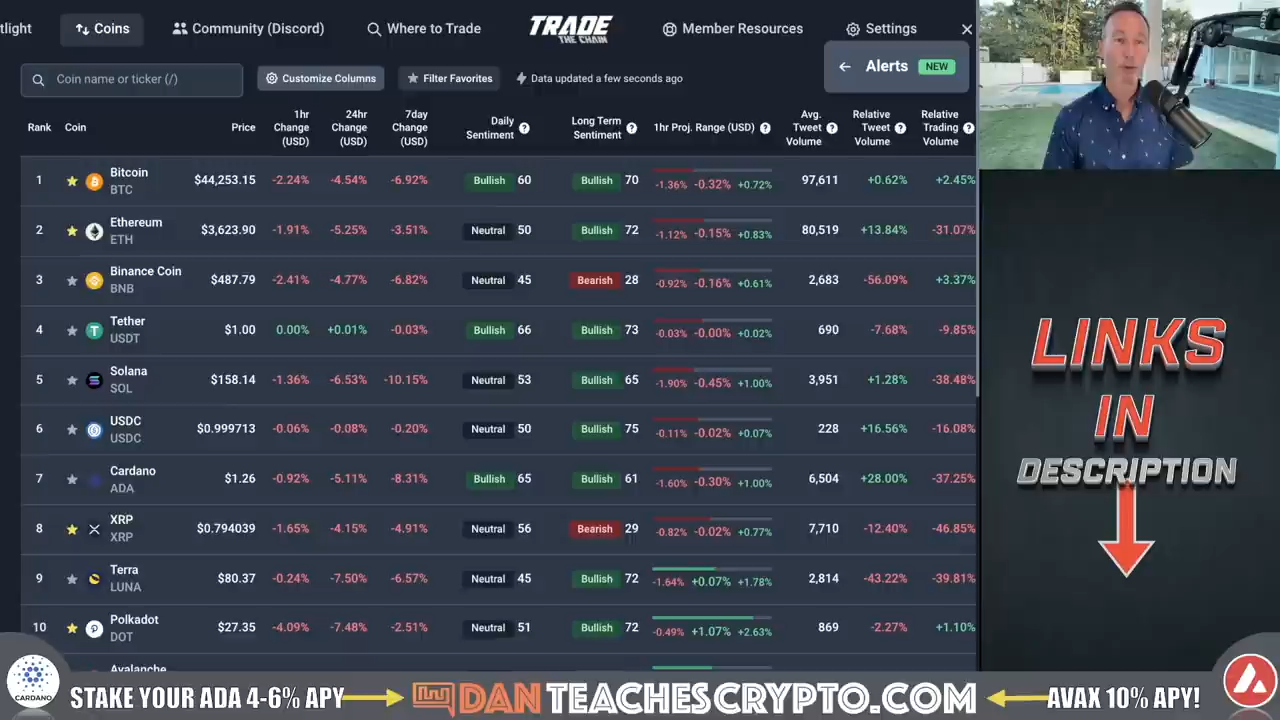 tlight
Coins
Community (Discord)
Where to Trade
TRADE
THE CHAIN
Member Resources
Settings
Coin name or ticker (/)
Customize Columns
Filter Favorites
Data updated a few seconds ago
Alerts NEW
Rank Coin Price 1hr Change (USD) 24hr Change (USD) 7day Change (USD) Daily Sentiment ? Long Term Sentiment ? 1hr Proj. Range (USD) ? Avg. Tweet Volume ? Relative Tweet Volume ? Relative Trading Volume ?
1 Bitcoin BTC $44,253.15 -2.24% -4.54% -6.92% Bullish 60 Bullish 70 -1.36% -0.32% +0.72% 97,611 +0.62% +2.45%
2 Ethereum ETH $3,623.90 -1.91% -5.25% -3.51% Neutral 50 Bullish 72 -1.12% -0.15% +0.83% 80,519 +13.84% -31.07%
3 Binance Coin BNB $487.79 -2.41% -4.77% -6.82% Neutral 45 Bearish 28 -0.92% -0.16% +0.61% 2,683 -56.09% +3.37%
4 Tether USDT $1.00 0.00% +0.01% -0.03% Bullish 66 Bullish 73 -0.03% -0.00% +0.02% 690 -7.68% -9.85%
5 Solana SOL $158.14 -1.36% -6.53% -10.15% Neutral 53 Bullish 65 -1.90% -0.45% +1.00% 3,951 +1.28% -38.48%
6 USDC USDC $0.999713 -0.06% -0.08% -0.20% Neutral 50 Bullish 75 -0.11% -0.02% +0.07% 228 +16.56% -16.08%
7 Cardano ADA $1.26 -0.92% -5.11% -8.31% Bullish 65 Bullish 61 -1.60% -0.30% +1.00% 6,504 +28.00% -37.25%
8 XRP XRP $0.794039 -1.65% -4.15% -4.91% Neutral 56 Bearish 29 -0.82% -0.02% +0.77% 7,710 -12.40% -46.85%
9 Terra LUNA $80.37 -0.24% -7.50% -6.57% Neutral 45 Bullish 72 -1.64% +0.07% +1.78% 2,814 -43.22% -39.81%
10 Polkadot DOT $27.35 -4.09% -7.48% -2.51% Neutral 51 Bullish 72 -0.49% +1.07% +2.63% 869 -2.27% +1.10%
Avalanche
LINKS
IN
DESCRIPTION
CARDANO
STAKE YOUR ADA 4-6% APY
DANTEACHESCRYPTO.COM
AVAX 10% APY!